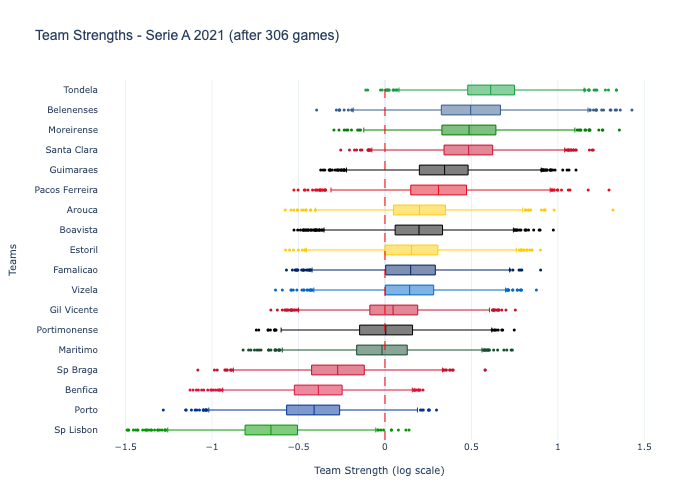 Team Strengths - Serie A 2021 (after 306 games)
Tondela
Belenenses
Moreirense
Santa Clara
Guimaraes
Pacos Ferreira
Arouca
Boavista
Estoril
Famalicao
Vizela
Gil Vicente
Portimonense
Maritimo
Sp Braga
Benfica
Porto
Sp Lisbon
Teams
−1.5 −1 −0.5 0 0.5 1 1.5
Team Strength (log scale)